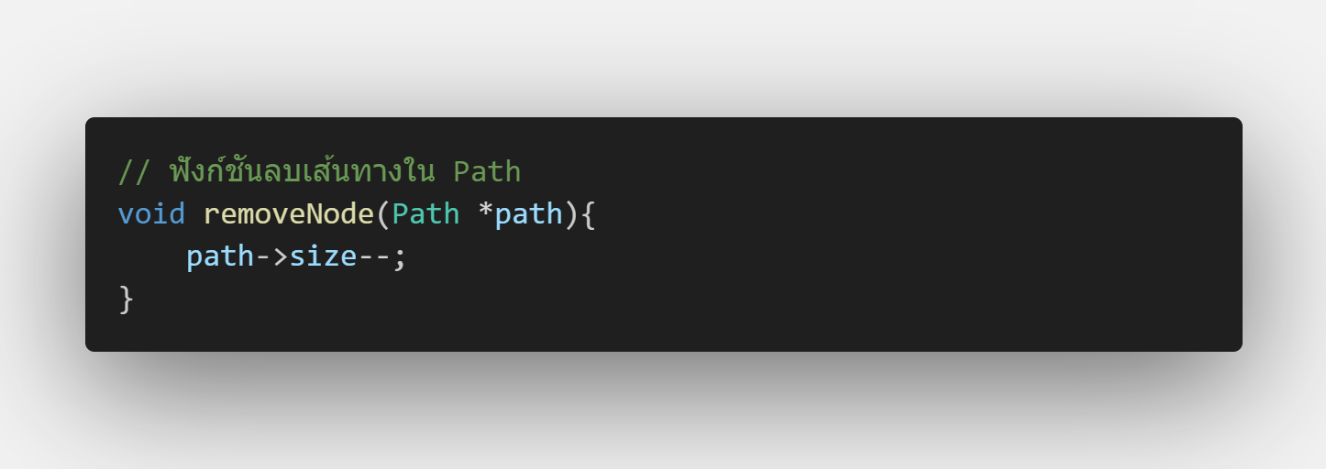 // ฟังก์ชันลบเส้นทางใน Path
void removeNode(Path *path){
    path->size--;
}